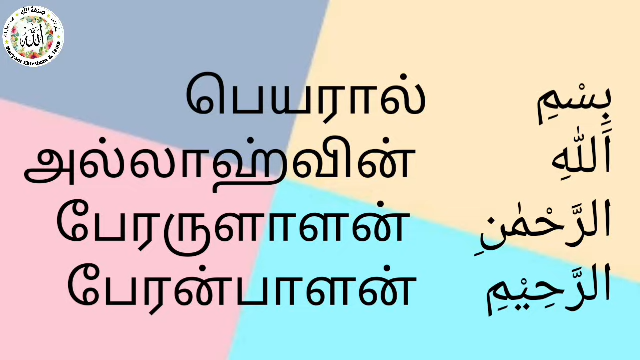 பெயரால் بِسْمِ
அல்லாஹ்வின் اللّٰهِ
பேரருளாளன் الرَّحْمٰنِ
பேரன்பாளன் الرَّحِيْمِ